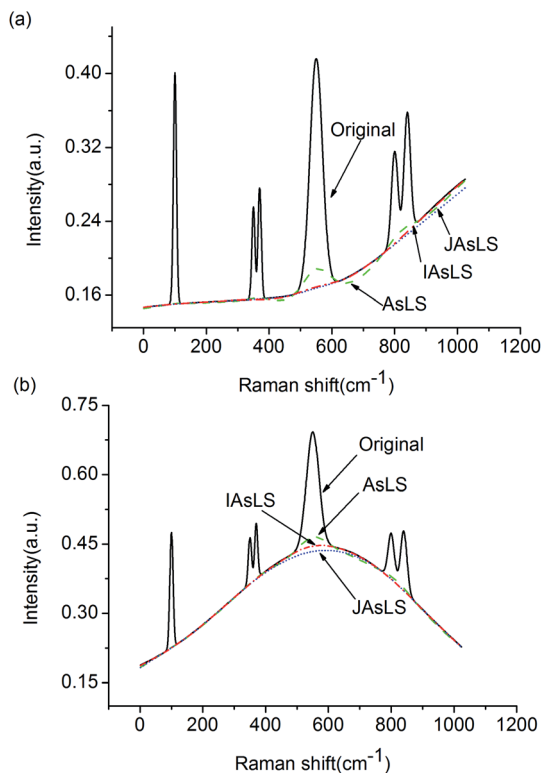 (a)
Intensity(a.u.)
0.40
0.32
0.24
0.16
Original
JAsLS
IAsLS
AsLS
0 200 400 600 800 1000 1200
Raman shift(cm⁻¹)
(b)
Intensity(a.u.)
0.75
0.60
0.45
0.30
0.15
Original
AsLS
IAsLS
JAsLS
0 200 400 600 800 1000 1200
Raman shift(cm⁻¹)